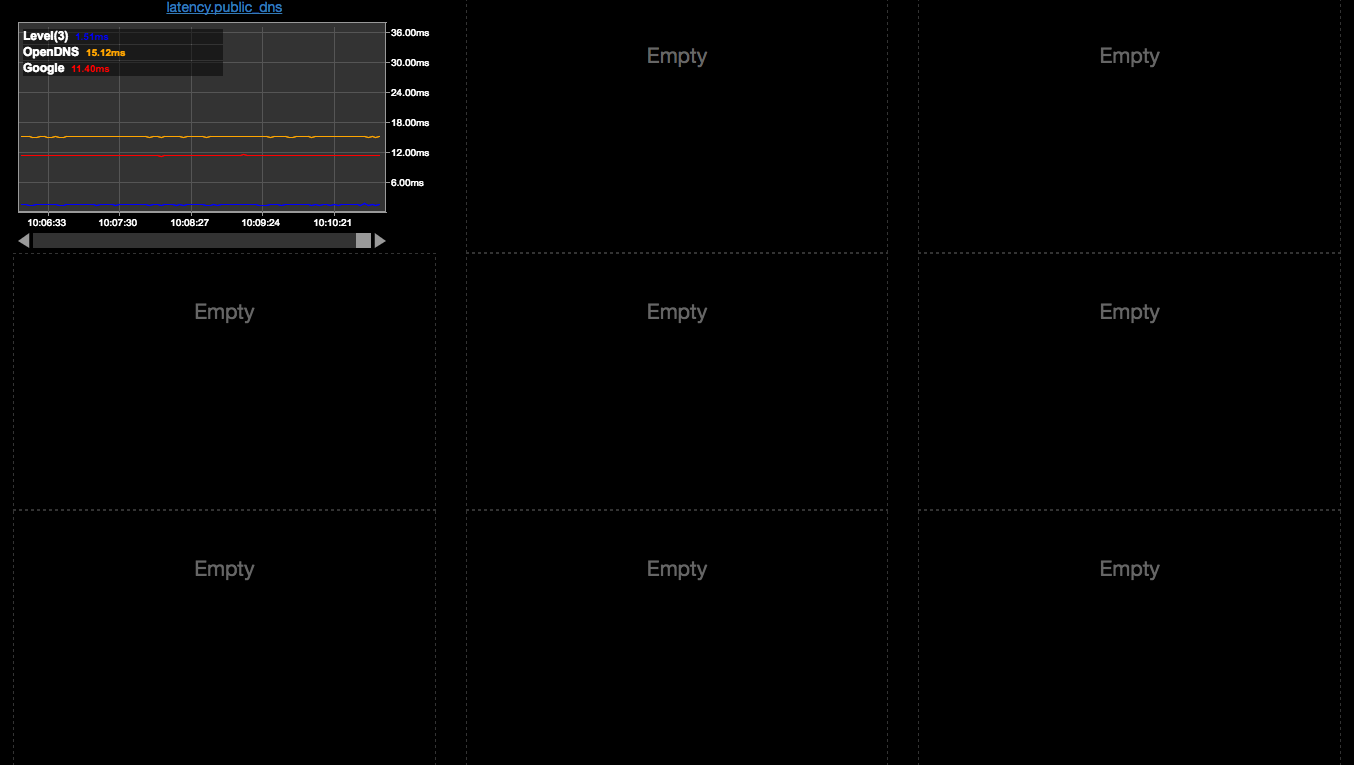 latency.public_dns
Level(3)
OpenDNS 15.12ms
Google 11.40ms
36.00ms
30.00ms
24.00ms
18.00ms
12.00ms
6.00ms
10:06:33 10:07:30 10:08:27 10:09:24 10:10:21
Empty
Empty
Empty
Empty
Empty
Empty
Empty
Empty